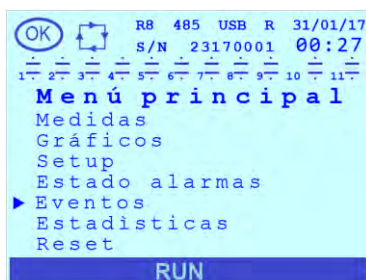 OK R8 485 USB R 31/01/17
S/N 23170001 00:27
1 2 3 4 5 6 7 8 9 10 11
Menú principal
Medidas
Gráficos
Setup
Estado alarmas
Eventos
Estadìsticas
Reset
RUN